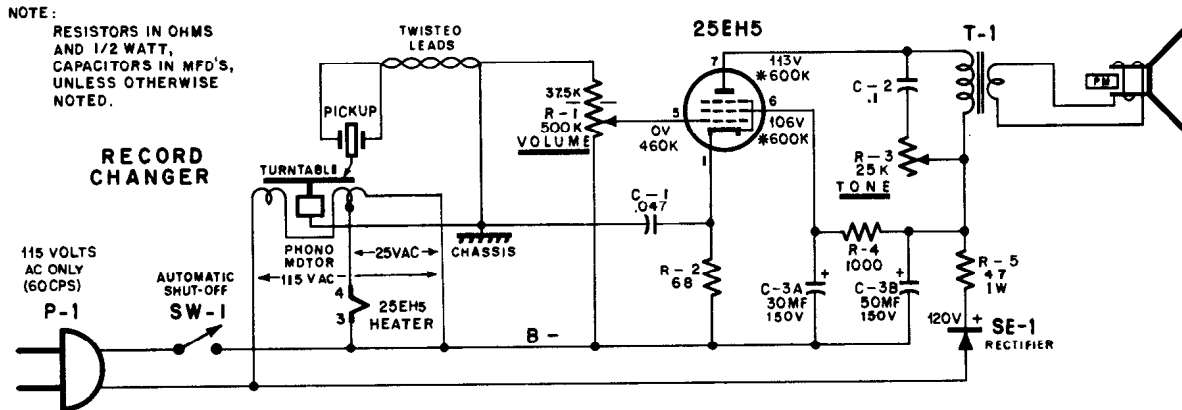 NOTE:
RESISTORS IN OHMS
AND 1/2 WATT,
CAPACITORS IN MFD'S,
UNLESS OTHERWISE
NOTED.
RECORD
CHANGER
TWISTED
LEADS
PICKUP
TURNTABLE
PHONO
MOTOR
25VAC
115 VAC
4
3
25EH5
HEATER
115 VOLTS
AC ONLY
(60CPS)
P-1
AUTOMATIC
SHUT-OFF
SW-1
CHASSIS
37.5K
R-1
500K
VOLUME
25EH5
7
113V
*600K
5
0V
460K
6
106V
*600K
1
C-1
.047
R-2
68
B-
C-2
.1
R-3
25K
TONE
T-1
PM
R-4
1000
+
C-3A
30MF
150V
+
C-3B
50MF
150V
R-5
47
1W
120V +
SE-1
RECTIFIER